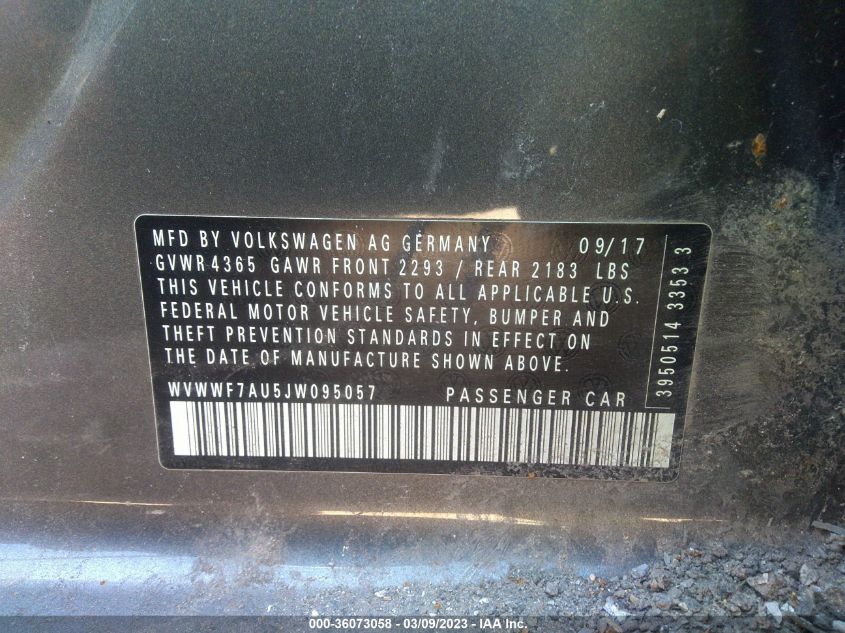 MFD BY VOLKSWAGEN AG GERMANY 09/17
GVWR 4365 GAWR FRONT 2293 / REAR 2183 LBS
THIS VEHICLE CONFORMS TO ALL APPLICABLE U.S.
FEDERAL MOTOR VEHICLE SAFETY, BUMPER AND
THEFT PREVENTION STANDARDS IN EFFECT ON
THE DATE OF MANUFACTURE SHOWN ABOVE.
WVWWF7AU5JW095057 PASSENGER CAR
3950514 3353 3
000-36073058 - 03/09/2023 - IAA Inc.